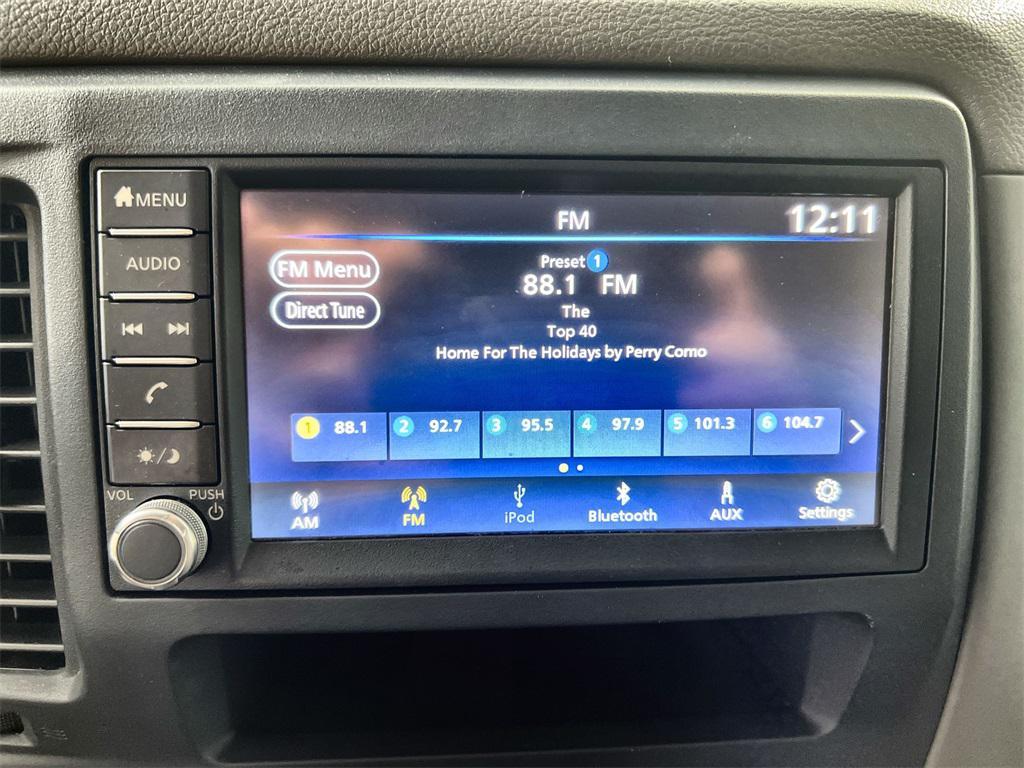 MENU
AUDIO
VOL
PUSH
FM
12:11
FM Menu
Direct Tune
Preset 1
88.1 FM
The
Top 40
Home For The Holidays by Perry Como
1 88.1
2 92.7
3 95.5
4 97.9
5 101.3
6 104.7
AM
FM
iPod
Bluetooth
AUX
Settings